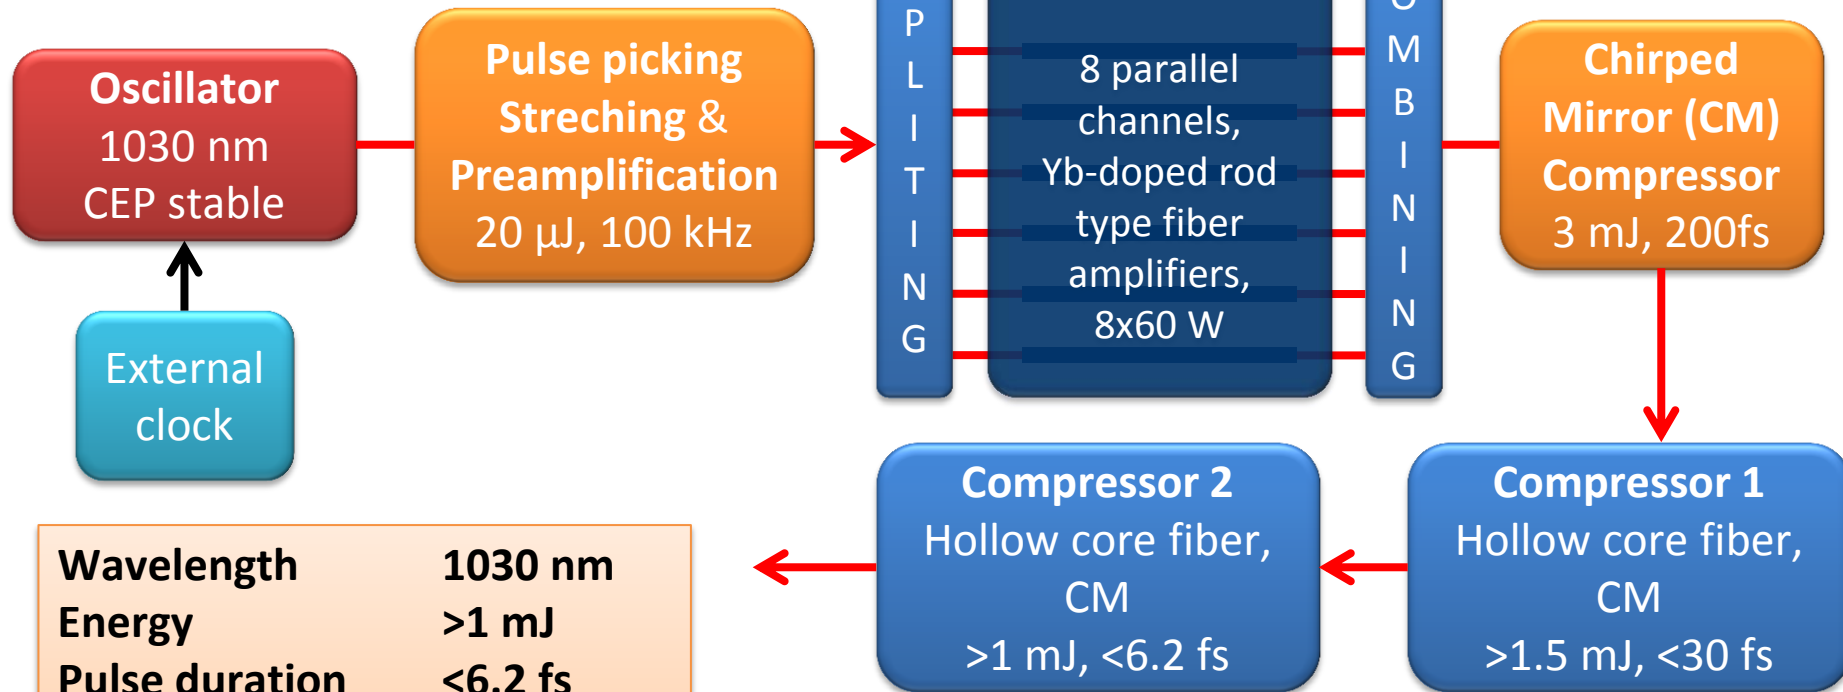 Oscillator
1030 nm
CEP stable
External
clock
Pulse picking
Streching &
Preamplification
20 µJ, 100 kHz
P
L
I
T
I
N
G
8 parallel
channels,
Yb-doped rod
type fiber
amplifiers,
8x60 W
O
M
B
I
N
I
N
G
Chirped
Mirror (CM)
Compressor
3 mJ, 200fs
Compressor 1
Hollow core fiber,
CM
>1.5 mJ, <30 fs
Compressor 2
Hollow core fiber,
CM
>1 mJ, <6.2 fs
Wavelength 1030 nm
Energy >1 mJ
Pulse duration <6.2 fs